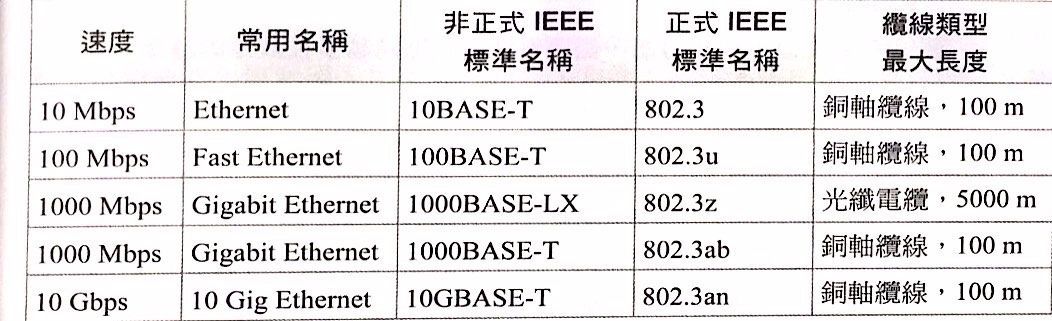 速度 常用名稱 非正式 IEEE 標準名稱 正式 IEEE 標準名稱 纜線類型 最大長度
10 Mbps Ethernet 10BASE-T 802.3 銅軸纜線，100 m
100 Mbps Fast Ethernet 100BASE-T 802.3u 銅軸纜線，100 m
1000 Mbps Gigabit Ethernet 1000BASE-LX 802.3z 光纖電纜，5000 m
1000 Mbps Gigabit Ethernet 1000BASE-T 802.3ab 銅軸纜線，100 m
10 Gbps 10 Gig Ethernet 10GBASE-T 802.3an 銅軸纜線，100 m